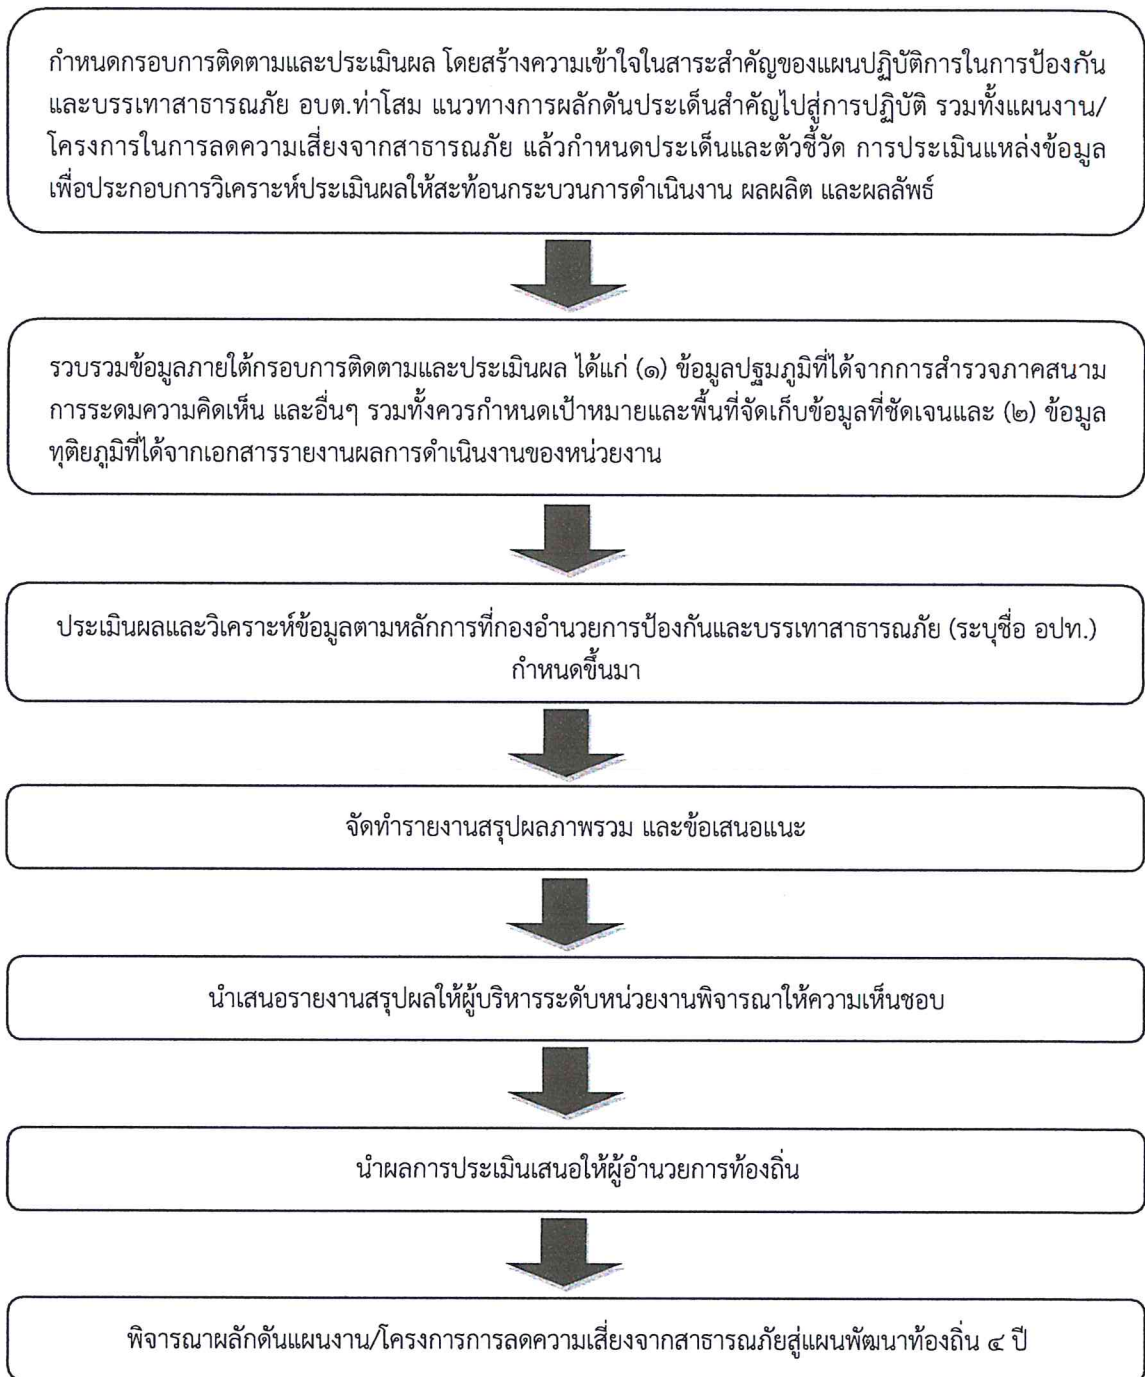 กำหนดกรอบการติดตามและประเมินผล โดยสร้างความเข้าใจในสาระสำคัญของแผนปฏิบัติการในการป้องกัน
และบรรเทาสาธารณภัย อบต.ท่าโสม แนวทางการผลักดันประเด็นสำคัญไปสู่การปฏิบัติ รวมทั้งแผนงาน/
โครงการในการลดความเสี่ยงจากสาธารณภัย แล้วกำหนดประเด็นและตัวชี้วัด การประเมินแหล่งข้อมูล
เพื่อประกอบการวิเคราะห์ประเมินผลให้สะท้อนกระบวนการดำเนินงาน ผลผลิต และผลลัพธ์
รวบรวมข้อมูลภายใต้กรอบการติดตามและประเมินผล ได้แก่ (๑) ข้อมูลปฐมภูมิที่ได้จากการสำรวจภาคสนาม
การระดมความคิดเห็น และอื่นๆ รวมทั้งควรกำหนดเป้าหมายและพื้นที่จัดเก็บข้อมูลที่ชัดเจนและ (๒) ข้อมูล
ทุติยภูมิที่ได้จากเอกสารรายงานผลการดำเนินงานของหน่วยงาน
ประเมินผลและวิเคราะห์ข้อมูลตามหลักการที่กองอำนวยการป้องกันและบรรเทาสาธารณภัย (ระบุชื่อ อปท.)
กำหนดขึ้นมา
จัดทำรายงานสรุปผลภาพรวม และข้อเสนอแนะ
นำเสนอรายงานสรุปผลให้ผู้บริหารระดับหน่วยงานพิจารณาให้ความเห็นชอบ
นำผลการประเมินเสนอให้ผู้อำนวยการท้องถิ่น
พิจารณาผลักดันแผนงาน/โครงการการลดความเสี่ยงจากสาธารณภัยสู่แผนพัฒนาท้องถิ่น ๔ ปี